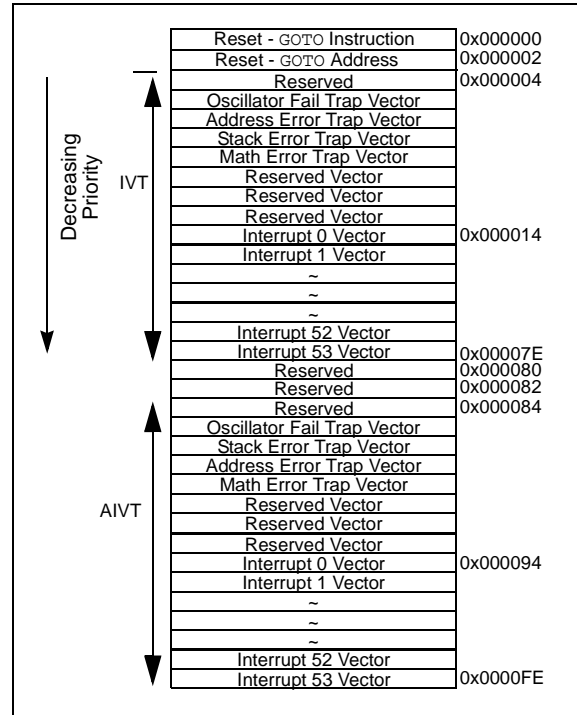 Reset - GOTO Instruction 0x000000
Reset - GOTO Address 0x000002
Reserved 0x000004
Oscillator Fail Trap Vector
Address Error Trap Vector
Stack Error Trap Vector
Math Error Trap Vector
Reserved Vector
Reserved Vector
Reserved Vector
Interrupt 0 Vector 0x000014
Interrupt 1 Vector
~
~
~
Interrupt 52 Vector
Interrupt 53 Vector 0x00007E
Reserved 0x000080
Reserved 0x000082
Reserved 0x000084
Oscillator Fail Trap Vector
Stack Error Trap Vector
Address Error Trap Vector
Math Error Trap Vector
Reserved Vector
Reserved Vector
Reserved Vector
Interrupt 0 Vector 0x000094
Interrupt 1 Vector
~
~
~
Interrupt 52 Vector
Interrupt 53 Vector 0x0000FE
Decreasing
Priority
IVT
AIVT